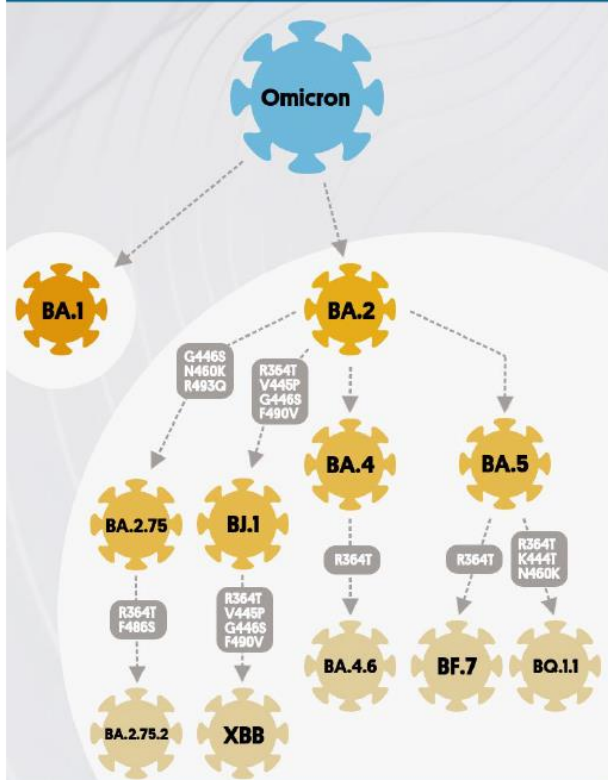 Omicron
BA.1
BA.2
G446S
N460K
R493Q
R364T
V445P
G446S
F490V
BA.4
BA.5
BA.2.75
BJ.1
R364T
R364T
R364T
K444T
N460K
R364T
F486S
R364T
V445P
G446S
F490V
BA.4.6
BF.7
BQ.1.1
BA.2.75.2
XBB